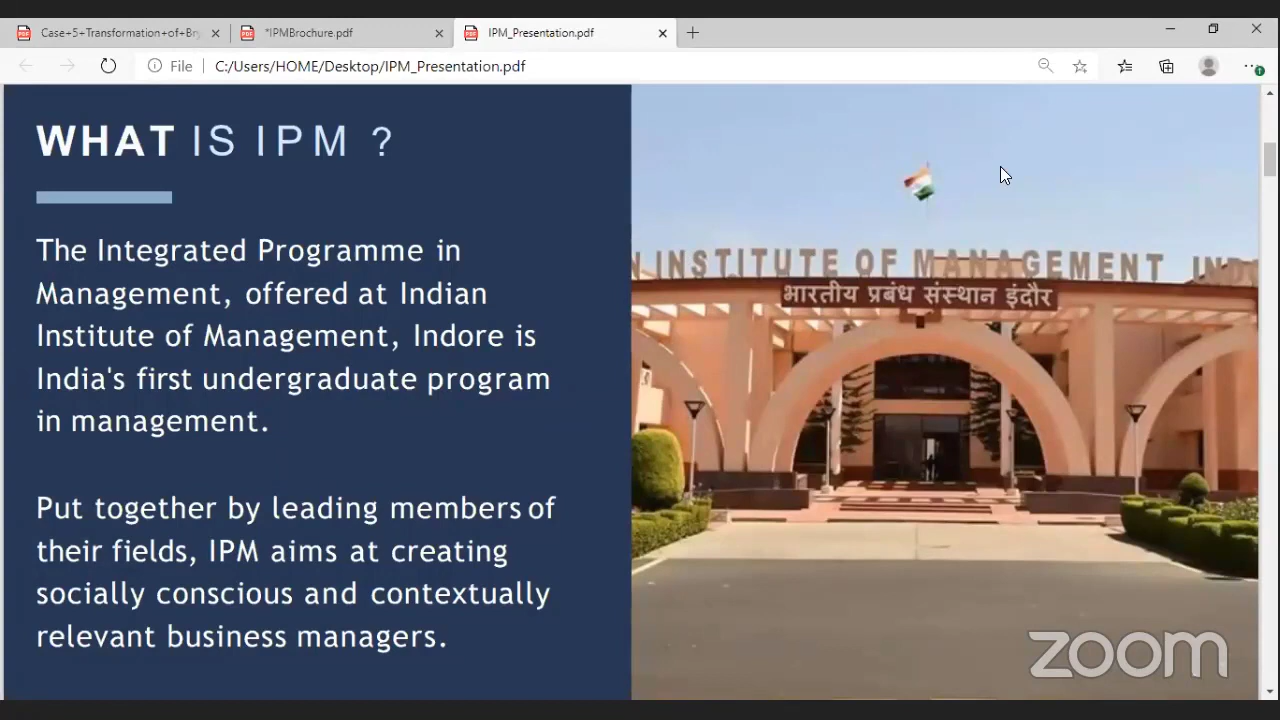 Case+5+Transformation+of+Br
*IPMBrochure.pdf
IPM_Presentation.pdf
File
C:/Users/HOME/Desktop/IPM_Presentation.pdf
WHAT IS IPM ?
The Integrated Programme in
Management, offered at Indian
Institute of Management, Indore is
India's first undergraduate program
in management.
Put together by leading members of
their fields, IPM aims at creating
socially conscious and contextually
relevant business managers.
N INSTITUTE OF MANAGEMENT INDO
भारतीय प्रबंध संस्थान इंदौर
zoom